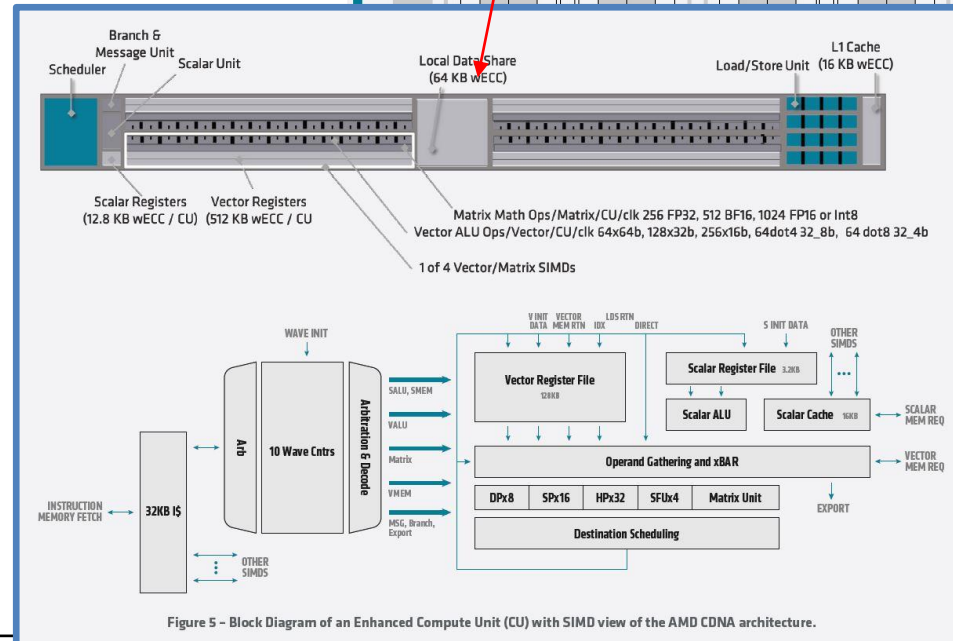 Branch &
Message Unit
Scheduler
Scalar Unit
Local Data Share
(64 KB wECC)
Load/Store Unit
L1 Cache
(16 KB wECC)
Scalar Registers
(12.8 KB wECC / CU)
Vector Registers
(512 KB wECC / CU
Matrix Math Ops/Matrix/CU/clk 256 FP32, 512 BF16, 1024 FP16 or Int8
Vector ALU Ops/Vector/CU/clk 64x64b, 128x32b, 256x16b, 64dot4 32_8b, 64 dot8 32_4b
1 of 4 Vector/Matrix SIMDs
WAVE INIT
V INIT
DATA
VECTOR
MEM RTN
LDS RTN
IDX
DIRECT
S INIT DATA
OTHER
SIMDS
Arb
10 Wave Cntrs
Arbitration & Decode
SALU, SMEM
VALU
Matrix
VMEM
MSG, Branch,
Export
Vector Register File
128KB
Scalar Register File 3.2KB
Scalar ALU
Scalar Cache 16KB
SCALAR
MEM REQ
Operand Gathering and xBAR
VECTOR
MEM REQ
DPx8 SPx16 HPx32 SFUx4 Matrix Unit
EXPORT
Destination Scheduling
INSTRUCTION
MEMORY FETCH
32KB I$
OTHER
SIMDS
Figure 5 – Block Diagram of an Enhanced Compute Unit (CU) with SIMD view of the AMD CDNA architecture.